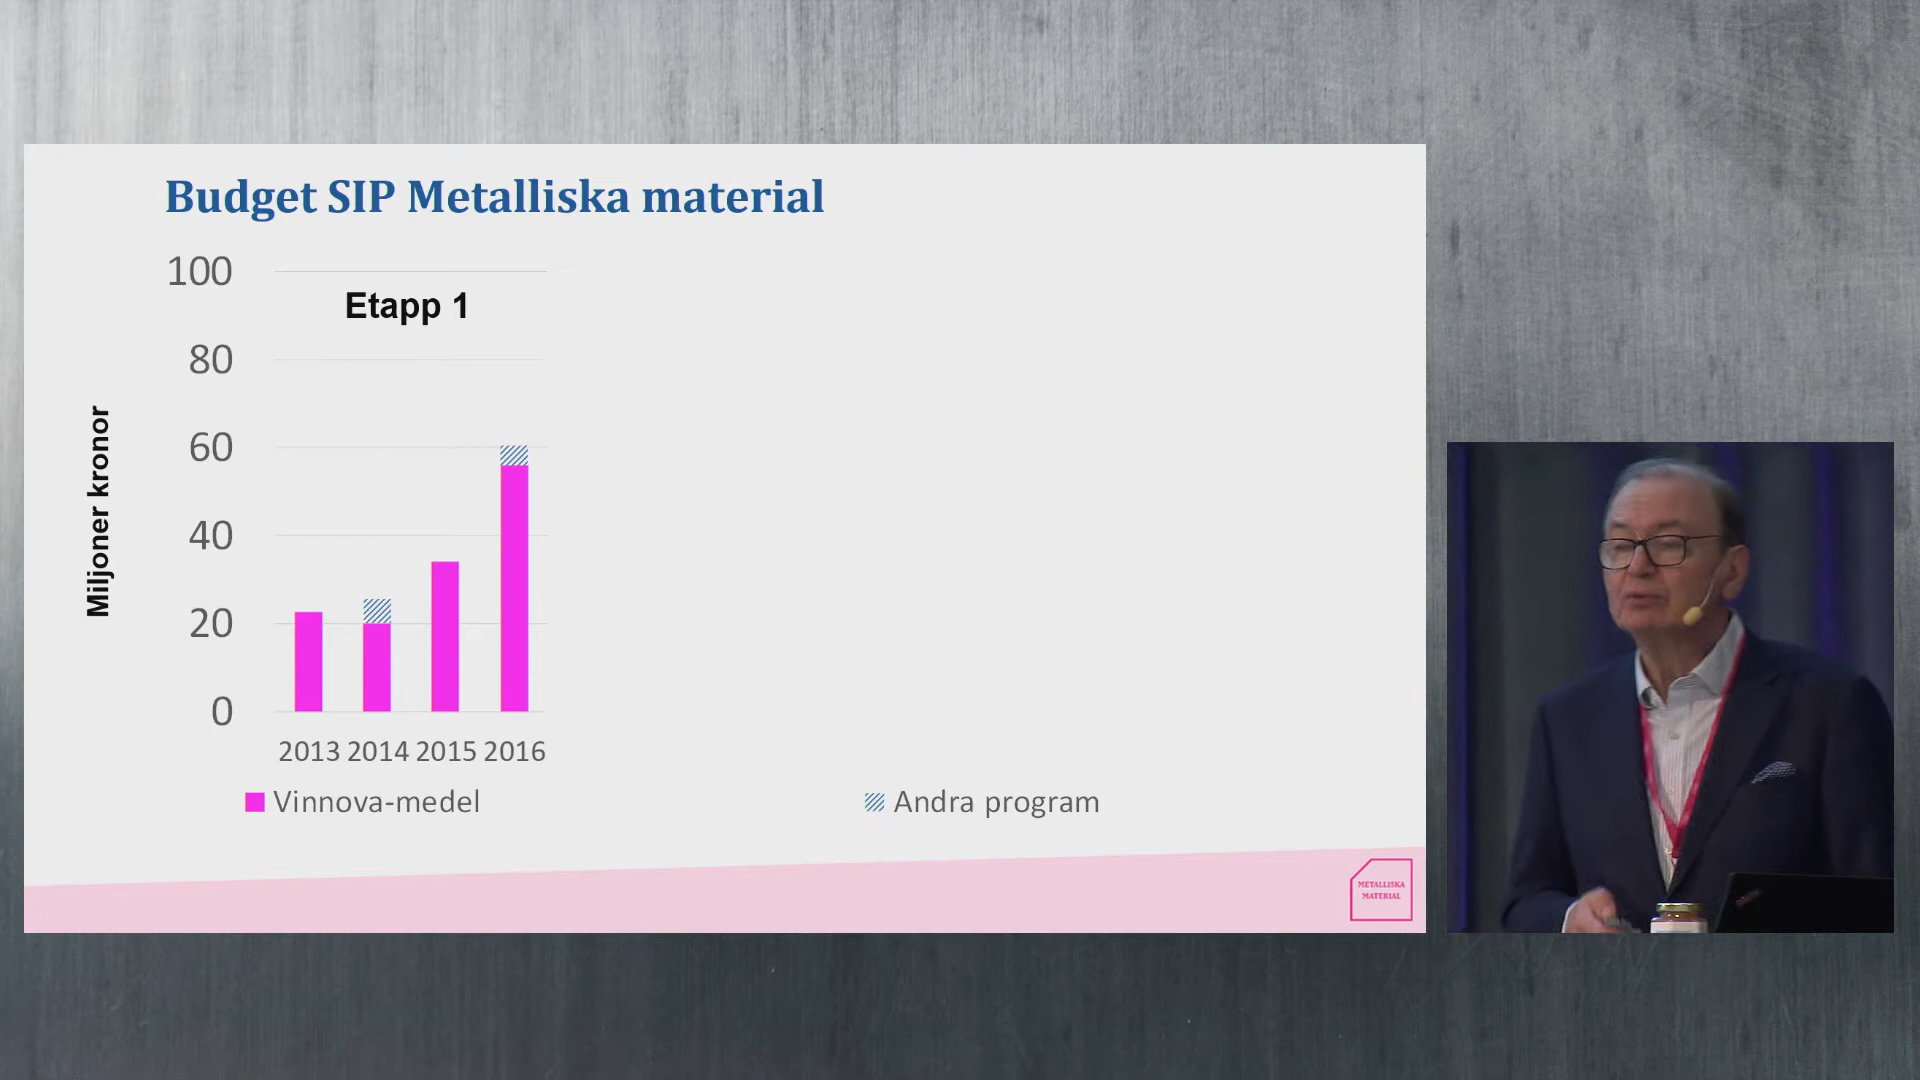 Budget SIP Metalliska material
100
Etapp 1
80
60
40
20
0
Miljoner kronor
2013 2014 2015 2016
Vinnova-medel
Andra program
METALLISKA
MATERIAL